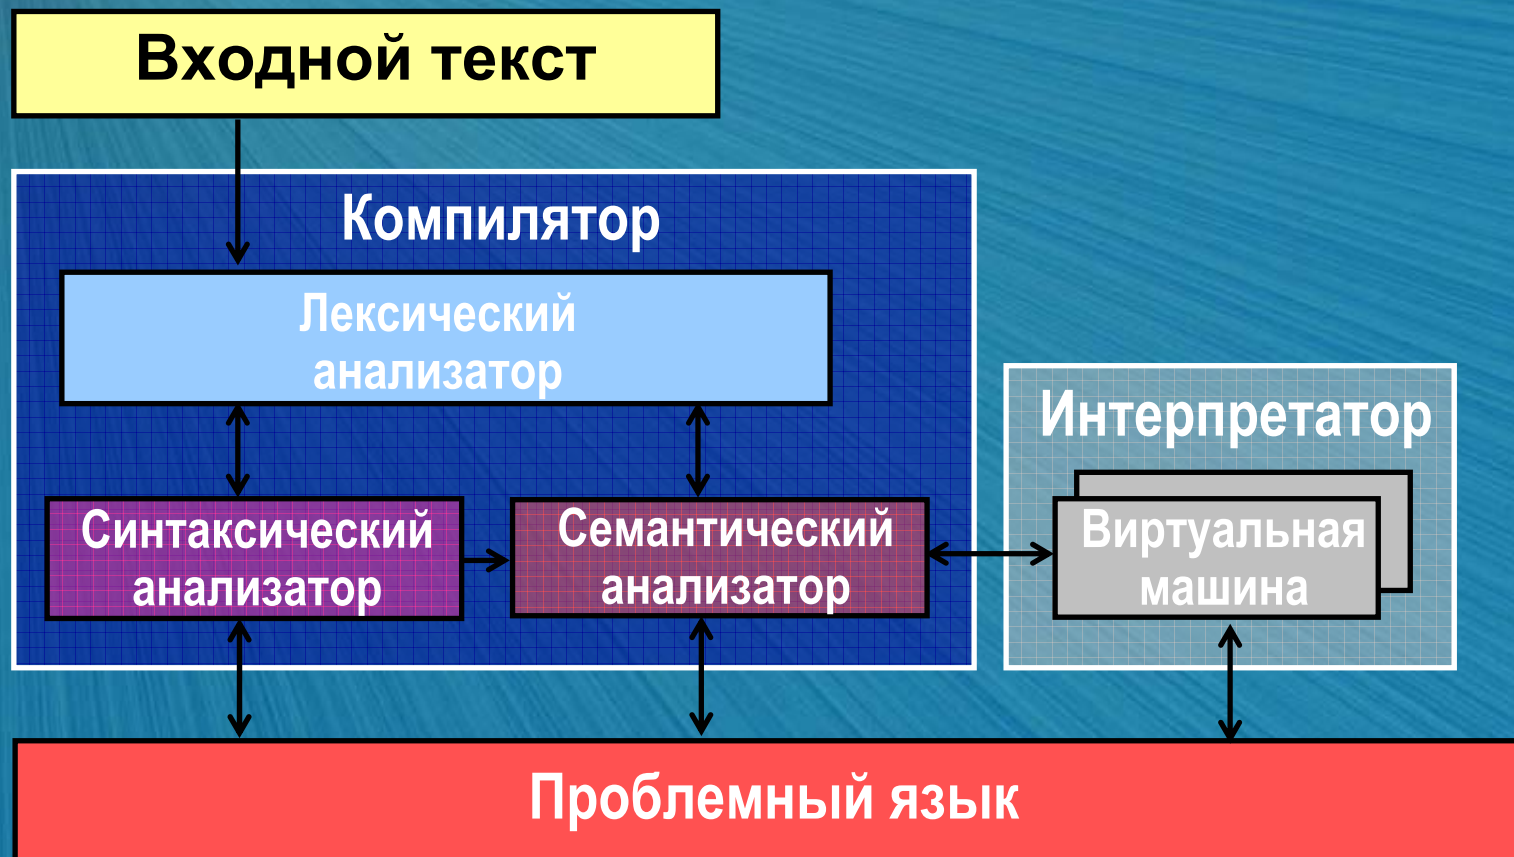 Входной текст
Компилятор
Лексический
анализатор
Интерпретатор
Синтаксический
анализатор
Семантический
анализатор
Виртуальная
машина
Проблемный язык